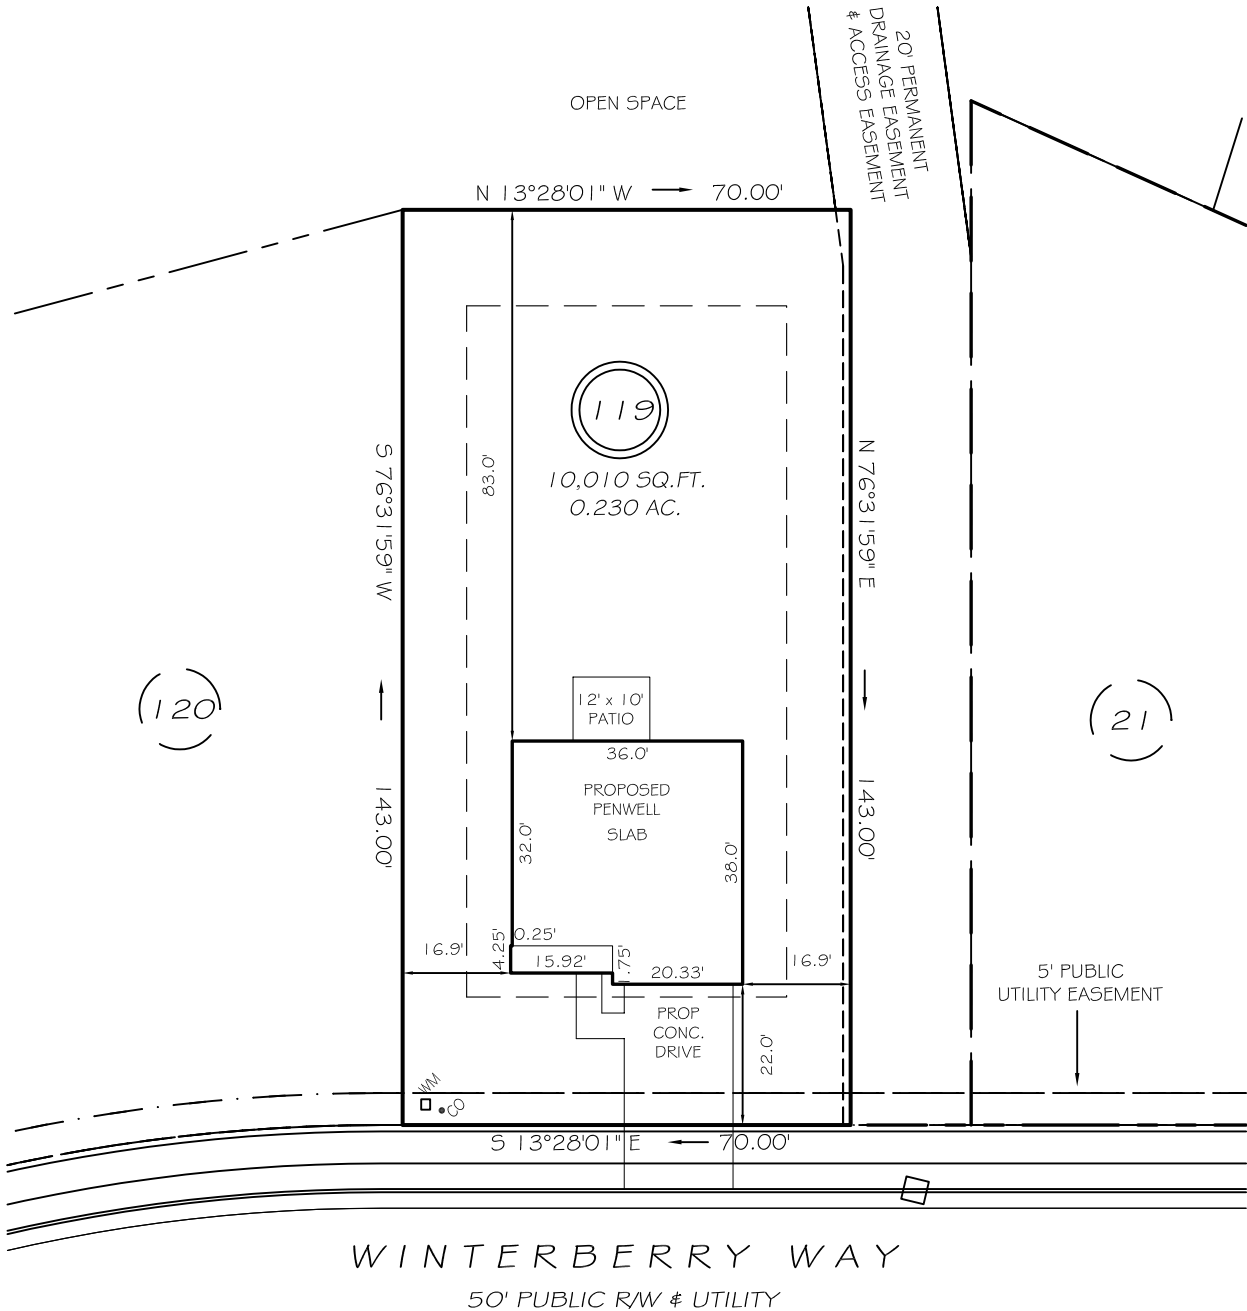 20' PERMANENT
DRAINAGE EASEMENT
& ACCESS EASEMENT
OPEN SPACE
N 13°28'01" W 70.00'
119
10,010 SQ.FT.
0.230 AC.
83.0'
S 76°31'59" W
143.00'
N 76°31'59" E
143.00'
120
21
12' x 10'
PATIO
36.0'
PROPOSED
PENWELL
SLAB
32.0'
38.0'
16.9'
4.25'
0.25'
15.92'
1.75'
20.33'
16.9'
PROP
CONC.
DRIVE
22.0'
5' PUBLIC
UTILITY EASEMENT
WM
CO
S 13°28'01" E 70.00'
WINTERBERRY WAY
50' PUBLIC R/W & UTILITY